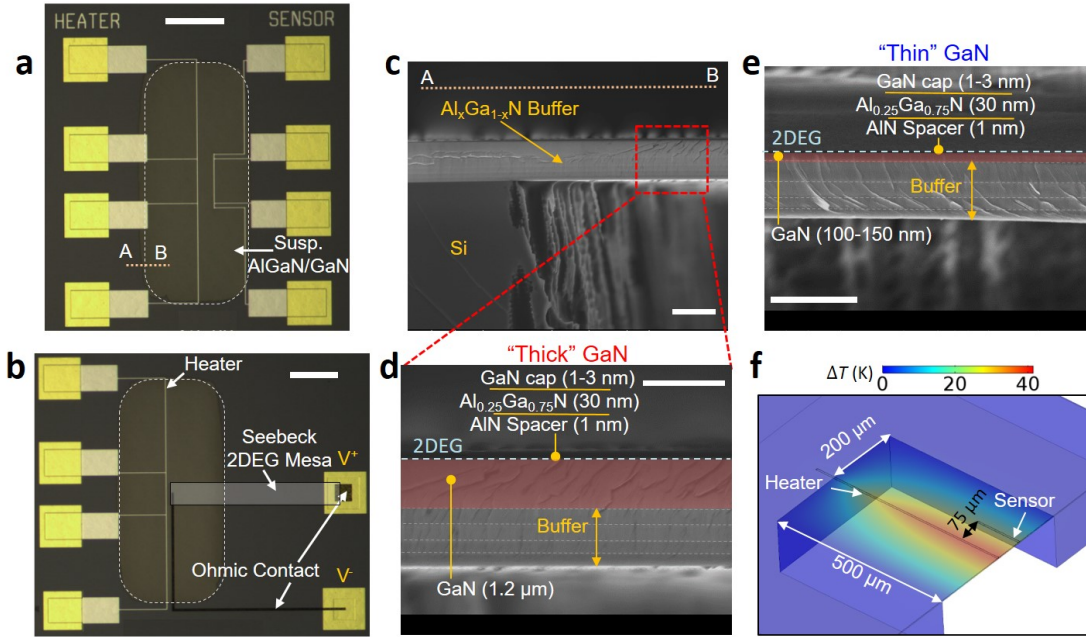 a
HEATER
SENSOR
A
B
Susp.
AlGaN/GaN
b
Heater
Seebeck
2DEG Mesa
V⁺
Ohmic Contact
V⁻
c
A
B
AlₓGa₁₋ₓN Buffer
Si
d
"Thick" GaN
GaN cap (1-3 nm)
Al₀.₂₅Ga₀.₇₅N (30 nm)
AlN Spacer (1 nm)
2DEG
Buffer
GaN (1.2 µm)
e
"Thin" GaN
GaN cap (1-3 nm)
Al₀.₂₅Ga₀.₇₅N (30 nm)
AlN Spacer (1 nm)
2DEG
Buffer
GaN (100-150 nm)
f
ΔT (K)
0
20
40
200 µm
Heater
75 µm
Sensor
500 µm